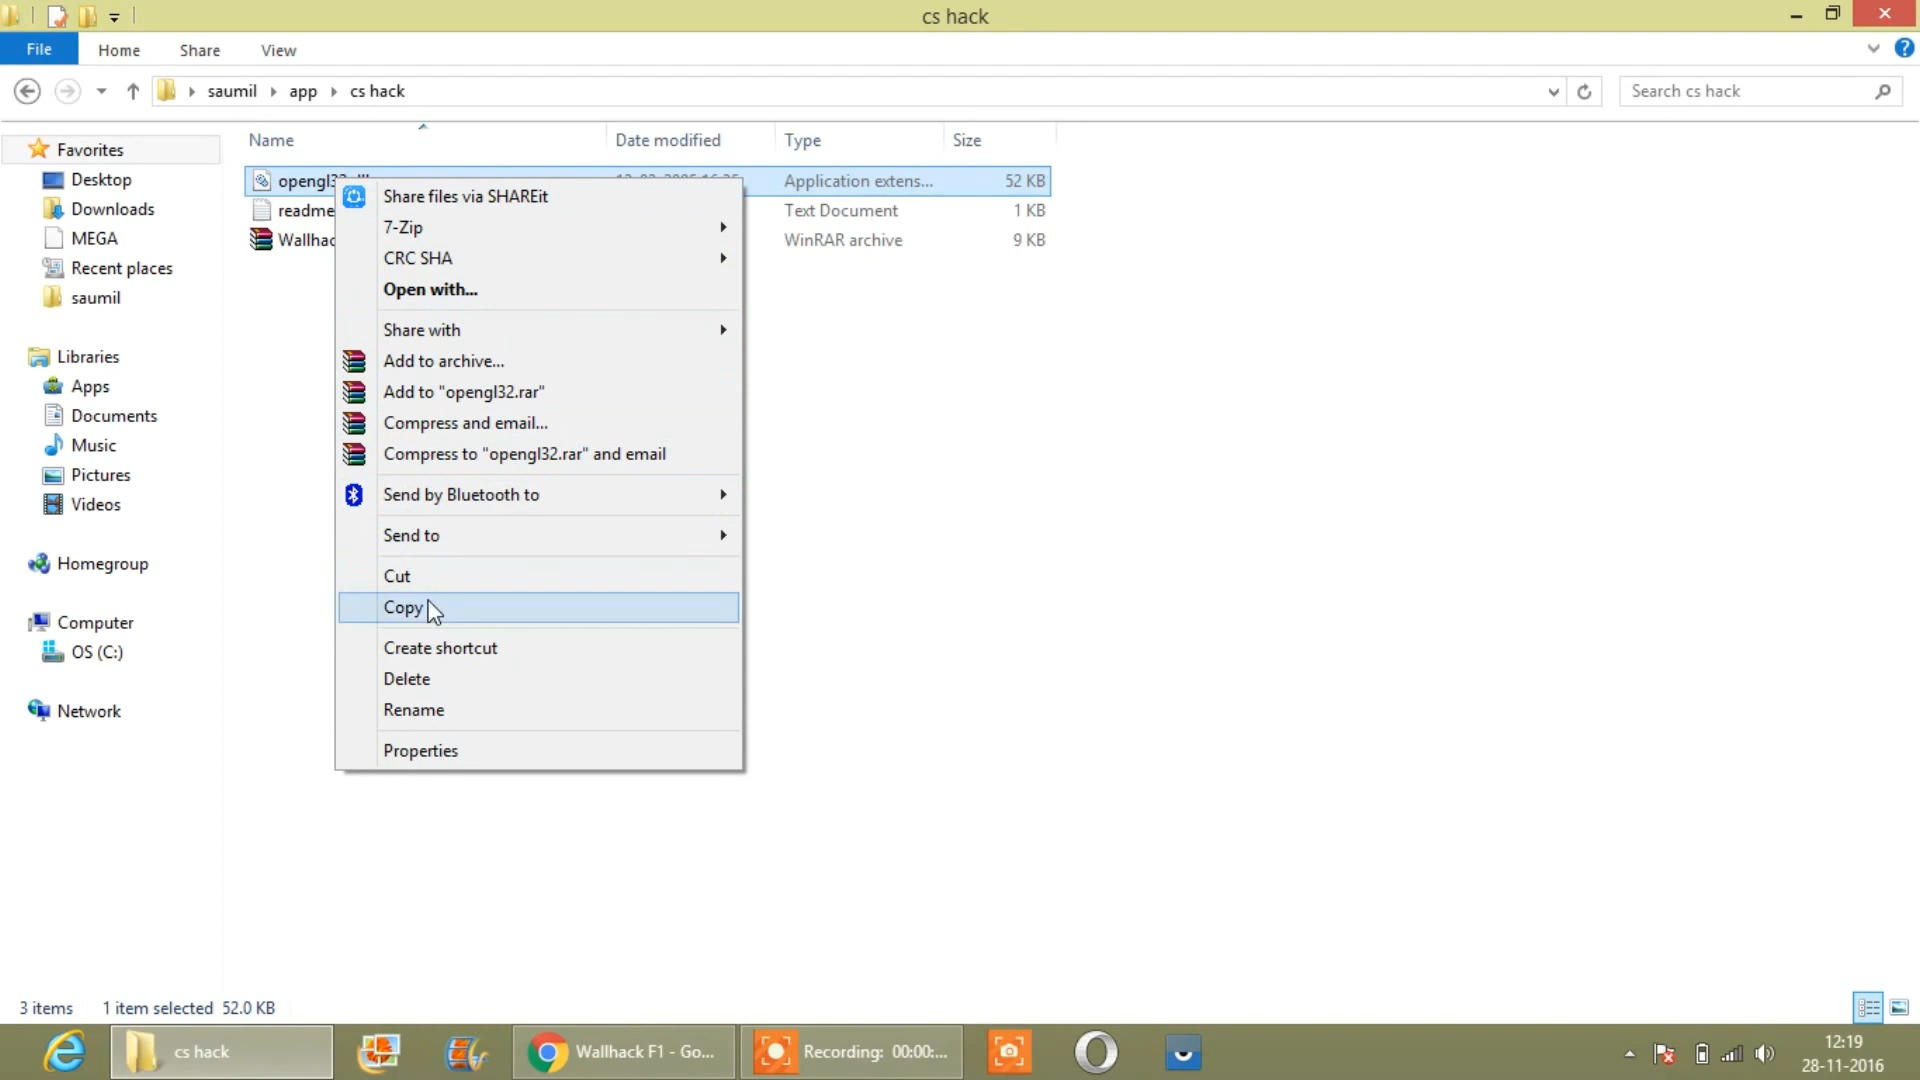 cs hack
File Home Share View
saumil app cs hack
Search cs hack
Name Date modified Type Size
Application extens... 52 KB
readme Text Document 1 KB
WinRAR archive 9 KB
Favorites
Desktop
Downloads
MEGA
Recent places
saumil
Libraries
Apps
Documents
Music
Pictures
Videos
Homegroup
Computer
OS (C:)
Network
Share files via SHAREit
7-Zip
CRC SHA
Open with...
Share with
Add to archive...
Add to "opengl32.rar"
Compress and email...
Compress to "opengl32.rar" and email
Send by Bluetooth to
Send to
Cut
Copy
Create shortcut
Delete
Rename
Properties
3 items 1 item selected 52.0 KB
cs hack
Wallhack F1 - Go...
Recording: 00:00:...
12:19
28-11-2016